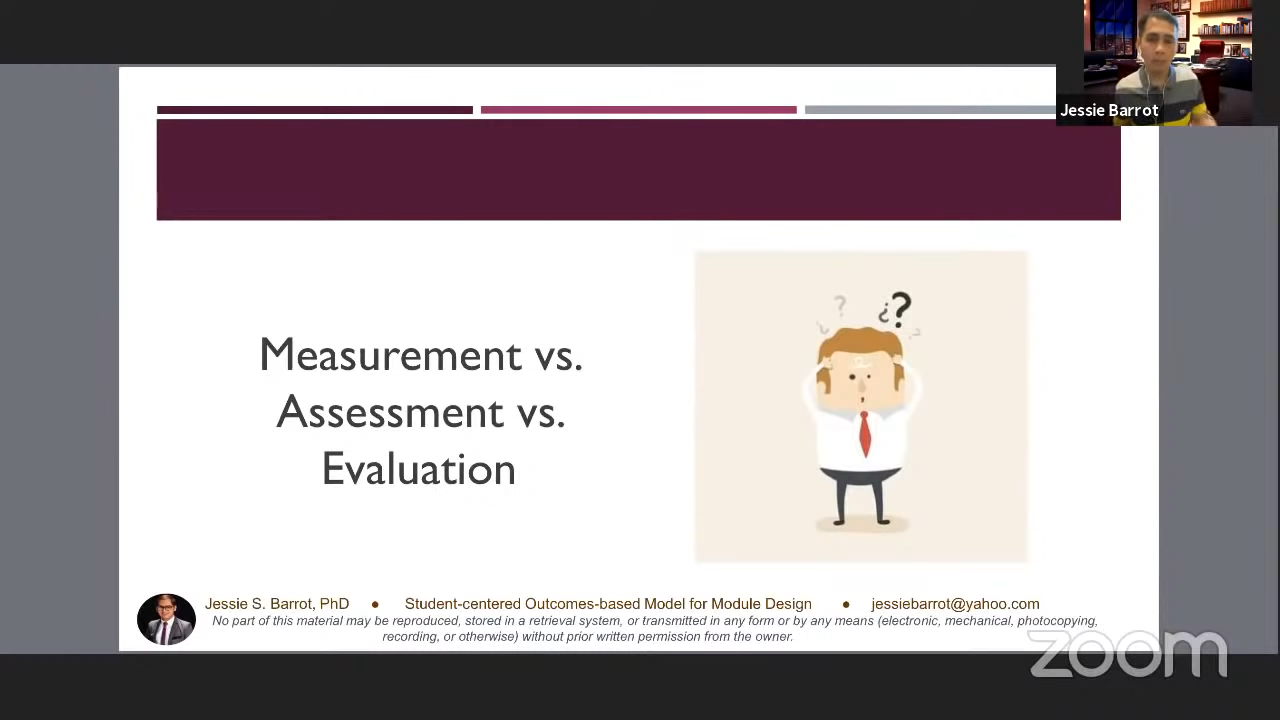 Jessie Barrot
Measurement vs.
Assessment vs.
Evaluation
? ¿?
Jessie S. Barrot, PhD ● Student-centered Outcomes-based Model for Module Design ● jessiebarrot@yahoo.com
No part of this material may be reproduced, stored in a retrieval system, or transmitted in any form or by any means (electronic, mechanical, photocopying,
recording, or otherwise) without prior written permission from the owner.
zoom